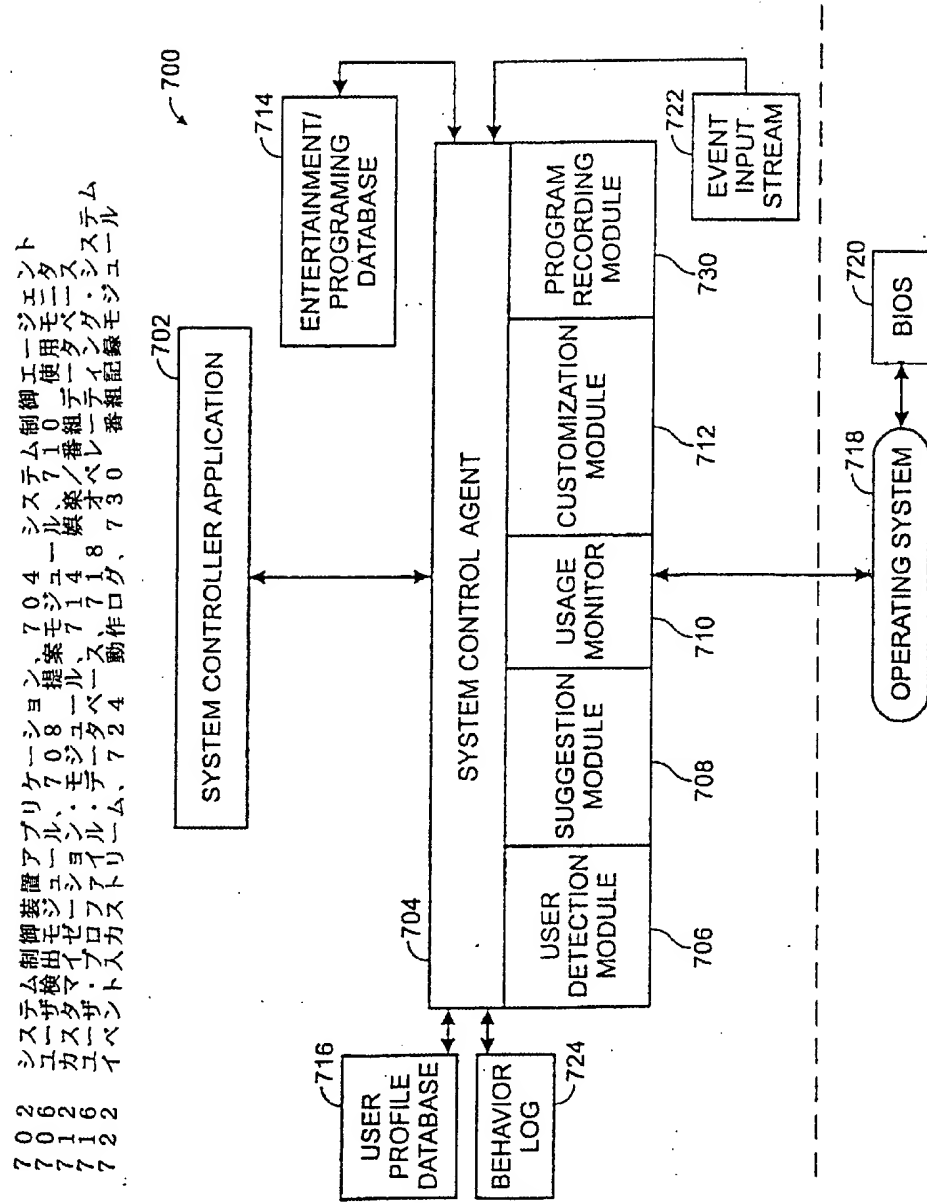 ７０２　システム制御装置アプリケーション、７０４　システム制御エージェント
７０６　ユーザ検出モジュール、７０８　提案モジュール、７１０　使用モニタ
７１２　カスタマイゼーション・モジュール、７１４　娯楽／番組データベース
７１６　ユーザ・プロファイル・データベース、７１８　オペレーティング・システム
７２２　イベント入力ストリーム、７２４　動作ログ、７３０　番組記録モジュール
700
702
SYSTEM CONTROLLER APPLICATION
714
ENTERTAINMENT/
PROGRAMING
DATABASE
716
USER
PROFILE
DATABASE
BEHAVIOR
LOG
724
704
SYSTEM CONTROL AGENT
USER
DETECTION
MODULE
SUGGESTION
MODULE
USAGE
MONITOR
CUSTOMIZATION
MODULE
PROGRAM
RECORDING
MODULE
706
708
710
712
730
722
EVENT
INPUT
STREAM
718
OPERATING SYSTEM
720
BIOS